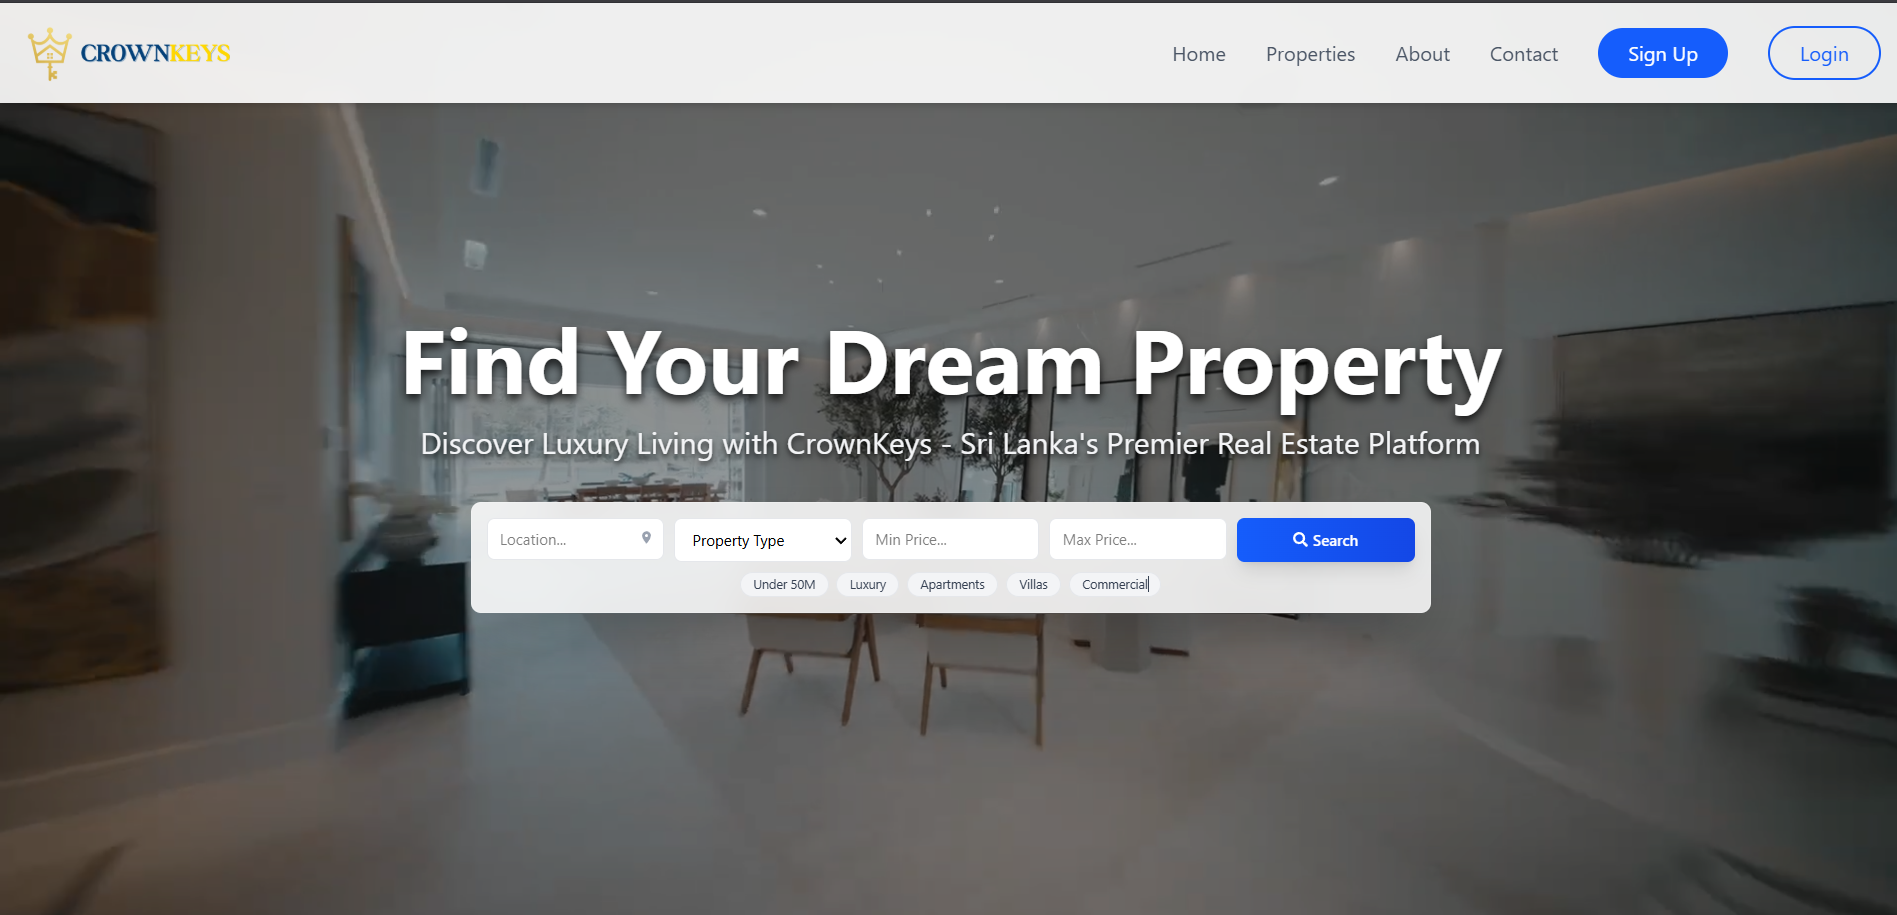 CROWNKEYS
Home Properties About Contact Sign Up Login
Find Your Dream Property
Discover Luxury Living with CrownKeys - Sri Lanka's Premier Real Estate Platform
Location... Property Type Min Price... Max Price... Search
Under 50M Luxury Apartments Villas Commercial